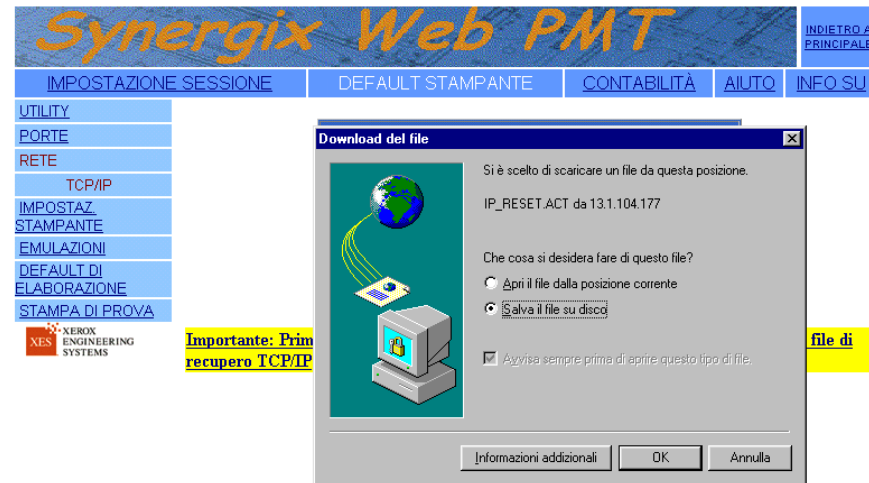 Synergix Web PMT
INDIETRO A
PRINCIPALE
IMPOSTAZIONE SESSIONE
DEFAULT STAMPANTE
CONTABILITÀ
AIUTO
INFO SU
UTILITY
PORTE
RETE
TCP/IP
IMPOSTAZ.
STAMPANTE
EMULAZIONI
DEFAULT DI
ELABORAZIONE
STAMPA DI PROVA
XES
XEROX
ENGINEERING
SYSTEMS
Importante: Prim
file di
recupero TCP/IP
Download del file
Si è scelto di scaricare un file da questa posizione.
IP_RESET.ACT da 13.1.104.177
Che cosa si desidera fare di questo file?
Apri il file dalla posizione corrente
Salva il file su disco
Avvisa sempre prima di aprire questo tipo di file.
Informazioni addizionali
OK
Annulla